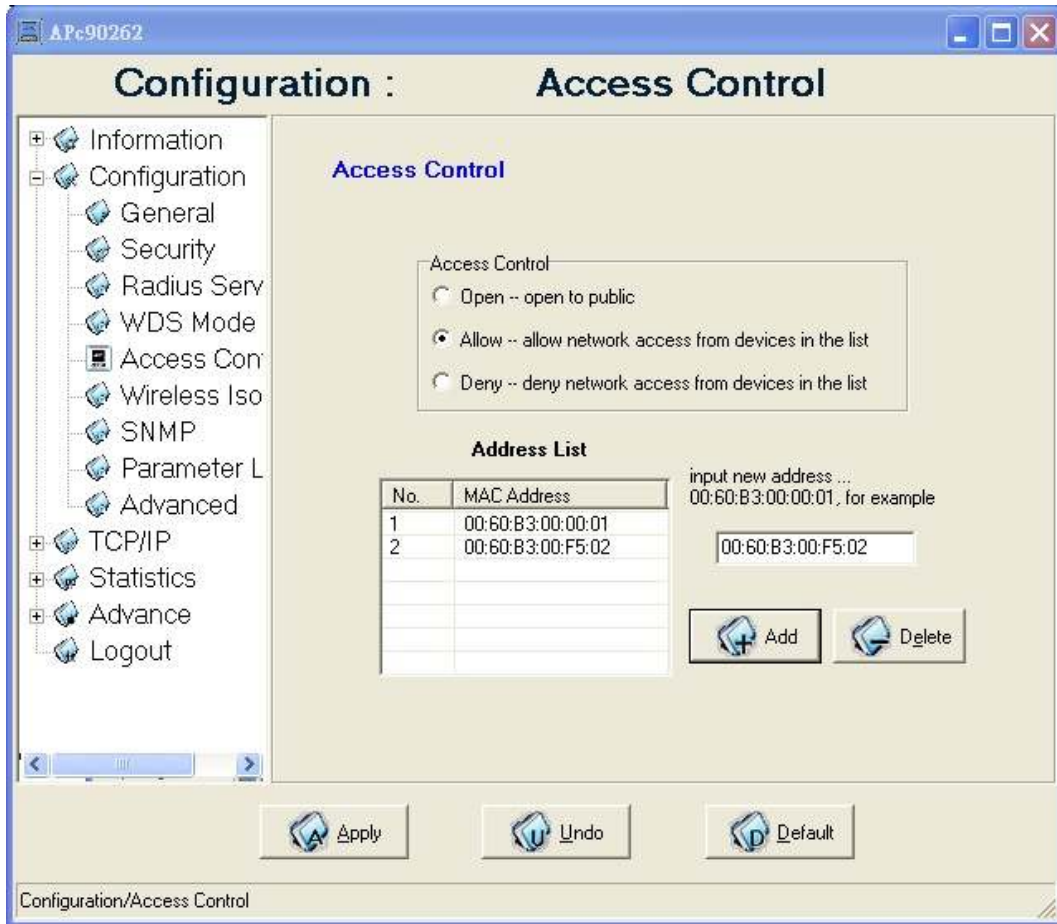 APc90262
Configuration : Access Control
Information
Configuration
General
Security
Radius Serv
WDS Mode
Access Con
Wireless Iso
SNMP
Parameter L
Advanced
TCP/IP
Statistics
Advance
Logout
Access Control
Access Control
Open -- open to public
Allow -- allow network access from devices in the list
Deny -- deny network access from devices in the list
Address List
No. MAC Address
1 00:60:B3:00:00:01
2 00:60:B3:00:F5:02
input new address ...
00:60:B3:00:00:01, for example
00:60:B3:00:F5:02
Add
Delete
Apply
Undo
Default
Configuration/Access Control